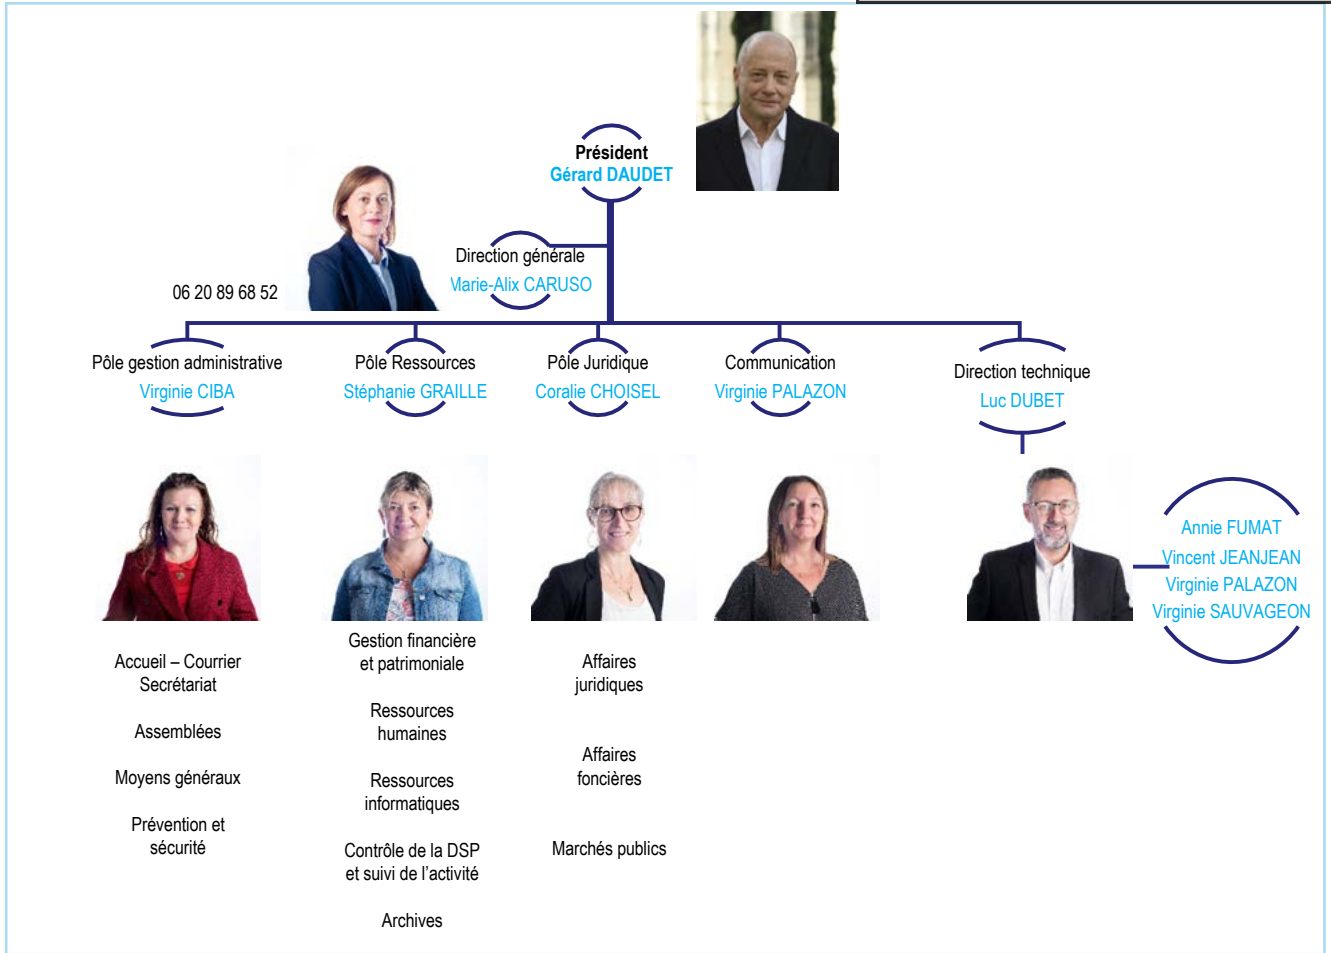 Président
Gérard DAUDET
Direction générale
Marie-Alix CARUSO
06 20 89 68 52
Pôle gestion administrative
Virginie CIBA
Pôle Ressources
Stéphanie GRAILLE
Pôle Juridique
Coralie CHOISEL
Communication
Virginie PALAZON
Direction technique
Luc DUBET
Annie FUMAT
Vincent JEANJEAN
Virginie PALAZON
Virginie SAUVAGEON
Accueil – Courrier
Secrétariat
Assemblées
Moyens généraux
Prévention et
sécurité
Gestion financière
et patrimoniale
Ressources
humaines
Ressources
informatiques
Contrôle de la DSP
et suivi de l’activité
Archives
Affaires
juridiques
Affaires
foncières
Marchés publics